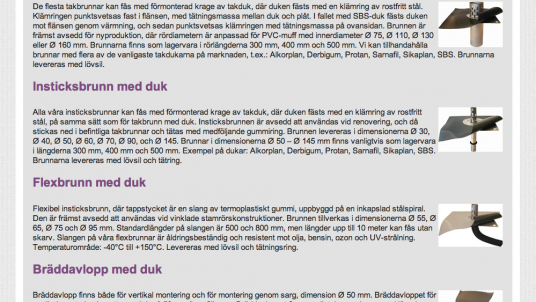 De flesta takbrunnar kan fås med förmonterad krage av takduk, där duken fästs med en klämring av rostfritt stål.
Klämringen punktsvetsas fast i flänsen, med tätningsmassa mellan duk och plåt. I fallet med SBS-duk fästs duken
mot flänsen genom värmning, och sedan punktsvetsas klämringen med tätningsmassa på ovansidan. Brunnen är
främst avsedd för nyproduktion, där rördiametern är anpassad för PVC-muff med innerdiameter Ø 75, Ø 110, Ø 130
eller Ø 160 mm. Brunnarna finns som lagervara i rörlängderna 300 mm, 400 mm och 500 mm. Vi kan tillhandahålla
brunnar med flera av de vanligaste takdukarna på marknaden, t.ex.: Alkorplan, Derbigum, Protan, Sarnafil, Sikaplan, SBS. Brunnarna
levereras med lövsil.
Insticksbrunn med duk
Alla våra insticksbrunnar kan fås med förmonterad krage av takduk, där duken fästs med en klämring av rostfritt
stål, på samma sätt som för takbrunn med duk. Insticksbrunnen är avsedd att användas vid renovering, och då
stickas ned i befintliga takbrunnar och tätas med medföljande gummiring. Brunnen levereras i dimensionerna Ø 30,
Ø 40, Ø 50, Ø 60, Ø 70, Ø 90, och Ø 145. Brunnar i dimensionerna Ø 50 – Ø 145 mm finns vanligtvis som lagervara
i längderna 300 mm, 400 mm och 500 mm. Exempel på dukar: Alkorplan, Derbigum, Protan, Sarnafil, Sikaplan, SBS.
Brunnarna levereras med lövsil och tätring.
Flexbrunn med duk
Flexibel insticksbrunn, där tappstycket är en slang av termoplastiskt gummi, uppbyggd på en inkapslad stålspiral.
Den är främst avsedd att användas vid vinklade stamrörskonstruktioner. Brunnen tillverkas i dimensionerna Ø 55, Ø
65, Ø 75 och Ø 95 mm. Standardlängder på slangen är 500 och 800 mm, men längder upp till 10 meter kan fås utan
skarv. Slangen på våra flexbrunnar är åldringsbeständig och resistent mot olja, bensin, ozon och UV-strålning.
Temperaturområde: -40°C till +150°C. Levereras med lövsil och tätningsring.
Bräddavlopp med duk
Bräddavlopp finns både för vertikal montering och för montering genom sarg, dimension Ø 50 mm. Bräddavloppet för